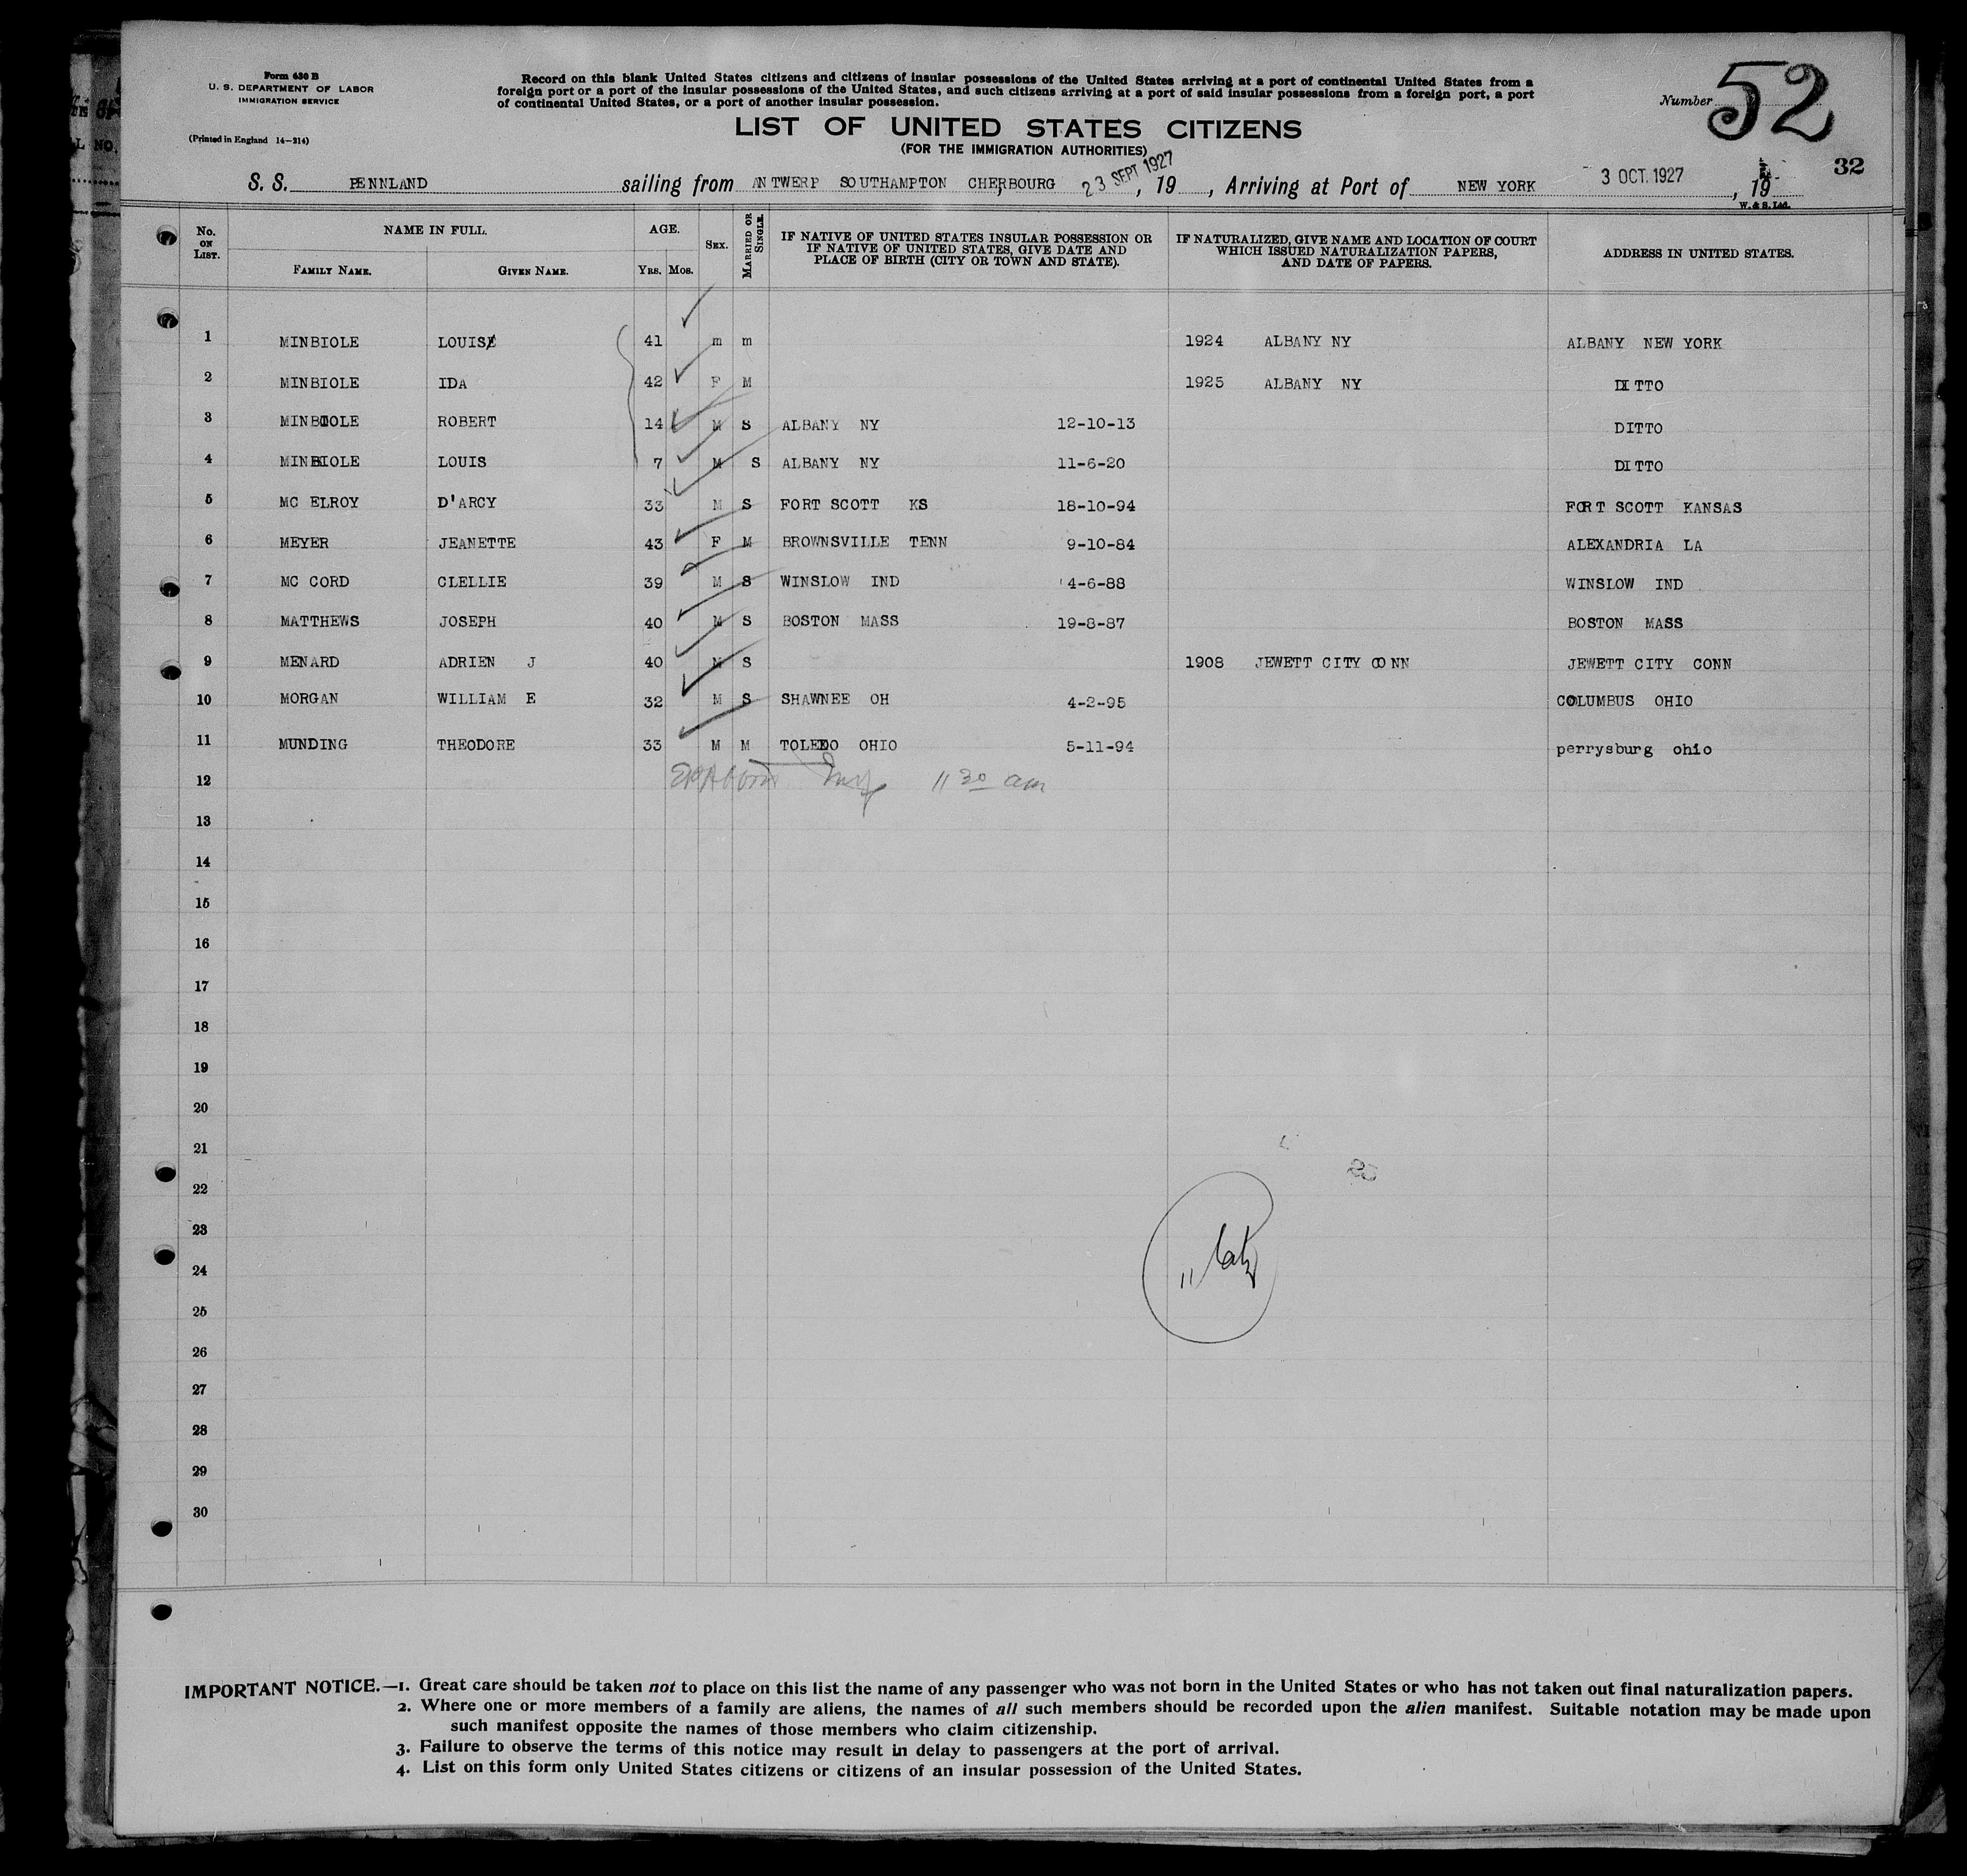 Form 630 B
U. S. DEPARTMENT OF LABOR
IMMIGRATION SERVICE
(Printed in England 14-214)
Record on this blank United States citizens and citizens of insular possessions of the United States arriving at a port of continental United States from a
foreign port or a port of the insular possessions of the United States, and such citizens arriving at a port of said insular possessions from a foreign port, a port
of continental United States, or a port of another insular possession.
Number 52
LIST OF UNITED STATES CITIZENS
(FOR THE IMMIGRATION AUTHORITIES)
32
S. S. PENNLAND sailing from ANTWERP SOUTHAMPTON CHERBOURG 23 SEPT 1927, 19 , Arriving at Port of NEW YORK 3 OCT. 1927, 19
W. & S. Ltd.
No. ON LIST. NAME IN FULL. AGE. SEX. MARRIED OR SINGLE. IF NATIVE OF UNITED STATES INSULAR POSSESSION OR IF NATIVE OF UNITED STATES, GIVE DATE AND PLACE OF BIRTH (CITY OR TOWN AND STATE). IF NATURALIZED, GIVE NAME AND LOCATION OF COURT WHICH ISSUED NATURALIZATION PAPERS, AND DATE OF PAPERS. ADDRESS IN UNITED STATES.
FAMILY NAME. GIVEN NAME. YRS. MOS.
1 MINBIOLE LOUIS 41 m m 1924 ALBANY NY ALBANY NEW YORK
2 MINBIOLE IDA 42 F M 1925 ALBANY NY DITTO
3 MINBIOLE ROBERT 14 M S ALBANY NY 12-10-13 DITTO
4 MINBIOLE LOUIS 7 M S ALBANY NY 11-6-20 DITTO
5 MC ELROY D'ARCY 33 M S FORT SCOTT KS 18-10-94 FORT SCOTT KANSAS
6 MEYER JEANETTE 43 F M BROWNSVILLE TENN 9-10-84 ALEXANDRIA LA
7 MC CORD CLELLIE 39 M S WINSLOW IND 4-6-88 WINSLOW IND
8 MATTHEWS JOSEPH 40 M S BOSTON MASS 19-8-87 BOSTON MASS
9 MENARD ADRIEN J 40 M S 1908 JEWETT CITY CONN JEWETT CITY CONN
10 MORGAN WILLIAM E 32 M S SHAWNEE OH 4-2-95 COLUMBUS OHIO
11 MUNDING THEODORE 33 M M TOLEDO OHIO 5-11-94 perrysburg ohio
12 11 30 am
13
14
15
16
17
18
19
20
21
22
23
24
25
26
27
28
29
30
IMPORTANT NOTICE.—1. Great care should be taken not to place on this list the name of any passenger who was not born in the United States or who has not taken out final naturalization papers.
2. Where one or more members of a family are aliens, the names of all such members should be recorded upon the alien manifest. Suitable notation may be made upon
such manifest opposite the names of those members who claim citizenship.
3. Failure to observe the terms of this notice may result in delay to passengers at the port of arrival.
4. List on this form only United States citizens or citizens of an insular possession of the United States.